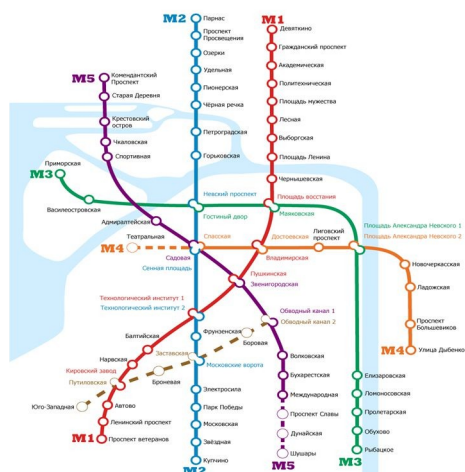 M2
Парнас
Проспект
Просвещения
Озерки
Удельная
Пионерская
Чёрная речка
Петроградская
Горьковская
M1
Девяткино
Гражданский проспект
Академическая
Политехническая
Площадь мужества
Лесная
Выборгская
Площадь Ленина
Чернышевская
M5
Комендантский
Проспект
Старая Деревня
Крестовский
остров
Чкаловская
Спортивная
Приморская
M3
Василеостровская
Невский проспект
Гостиный двор
Площадь восстания
Маяковская
Адмиралтейская
Театральная
M4
Спасская
Садовая
Сенная площадь
Достоевская
Владимирская
Лиговский
проспект
Площадь Александра Невского 1
Площадь Александра Невского 2
Новочеркасская
Ладожская
Проспект
Большевиков
M4
Улица Дыбенко
Пушкинская
Звенигородская
Технологический институт 1
Технологический институт 2
Обводный канал 1
Обводный канал 2
Балтийская
Фрунзенская
Боровая
Нарвская
Заставская
Московские ворота
Кировский завод
Путиловская
Броневая
Юго-Западная
Автово
Ленинский проспект
M1
Проспект ветеранов
Электросила
Парк Победы
Московская
Звёздная
Купчино
M2
Волковская
Бухарестская
Международная
Проспект Славы
Дунайская
Шушары
M5
Елизаровская
Ломоносовская
Пролетарская
Обухово
Рыбацкое
M3